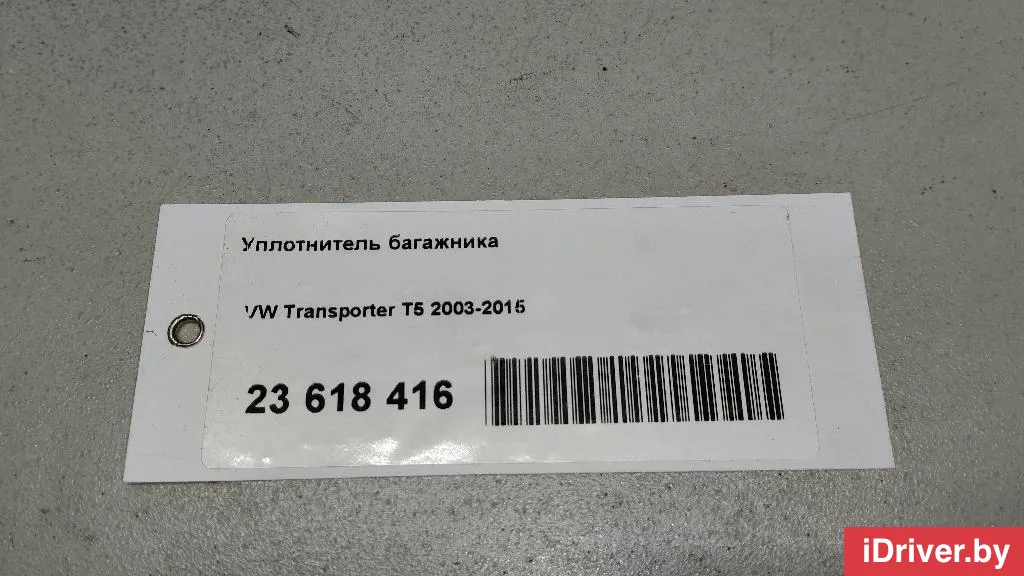 Уплотнитель багажника
VW Transporter T5 2003-2015
23 618 416
iDriver.by